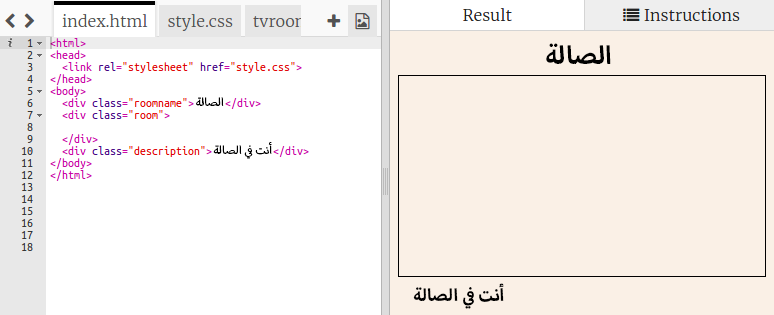 index.html
style.css
tvroor
1 <html>
2 <head>
3 <link rel="stylesheet" href="style.css">
4 </head>
5 <body>
6 <div class="roomname">الصالة</div>
7 <div class="room">
8
9 </div>
10 <div class="description">أنت في الصالة</div>
11 </body>
12 </html>
13
14
15
16
17
18
Result
Instructions
الصالة
أنت في الصالة